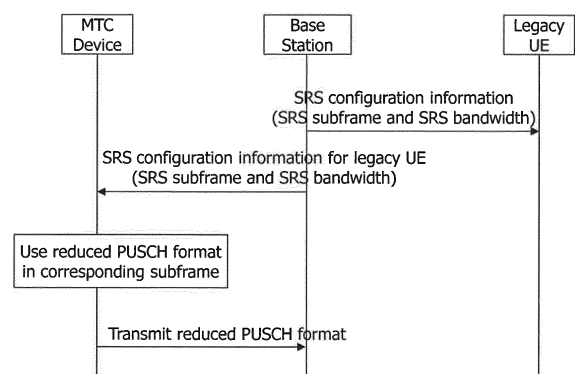 MTC
Device
Base
Station
Legacy
UE
SRS configuration information
(SRS subframe and SRS bandwidth)
SRS configuration information for legacy UE
(SRS subframe and SRS bandwidth)
Use reduced PUSCH format
in corresponding subframe
Transmit reduced PUSCH format